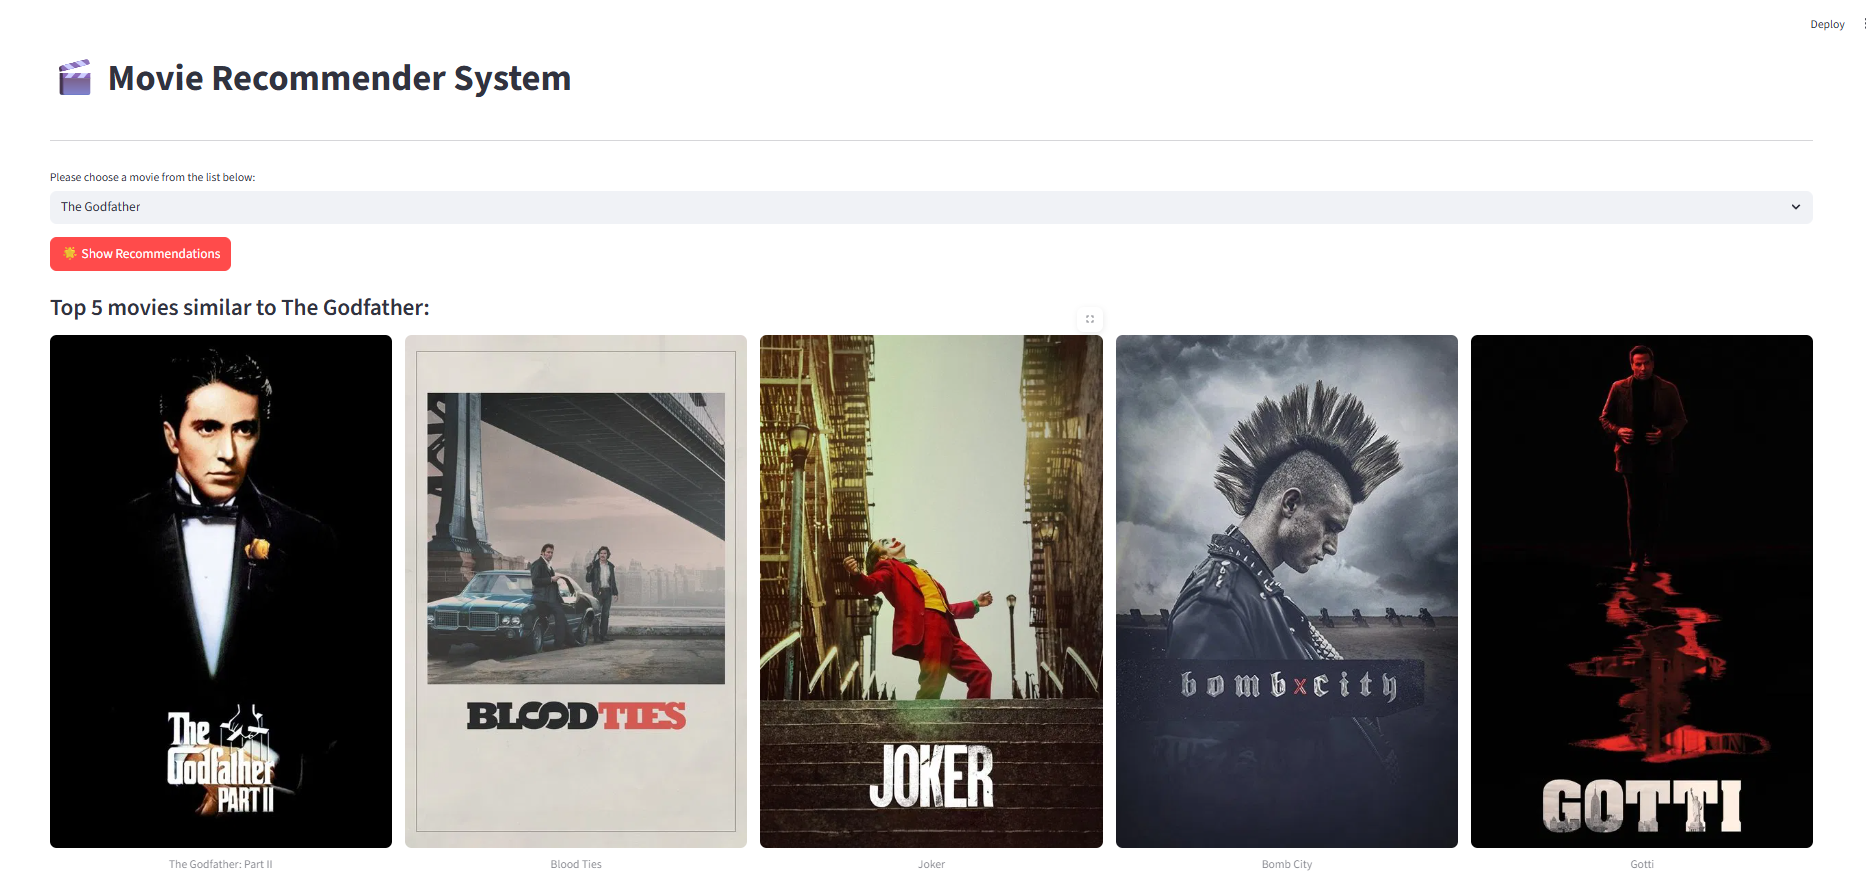 Deploy
Movie Recommender System
Please choose a movie from the list below:
The Godfather
Show Recommendations
Top 5 movies similar to The Godfather:
The
Godfather
PART II
BLOOD TIES
JOKER
bomb x city
GOTTI
The Godfather: Part II
Blood Ties
Joker
Bomb City
Gotti